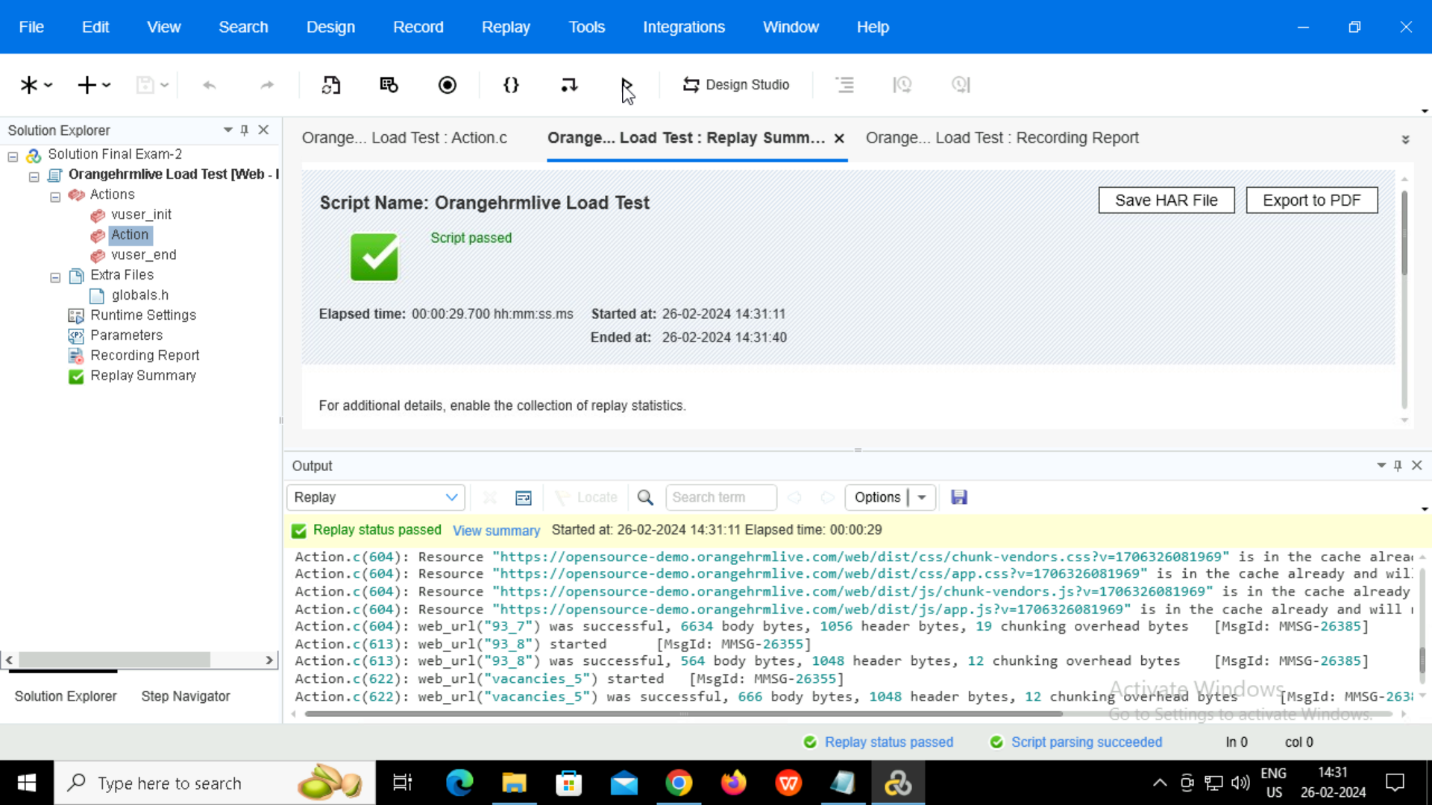 File Edit View Search Design Record Replay Tools Integrations Window Help
Design Studio
Solution Explorer
Orange... Load Test : Action.c Orange... Load Test : Replay Summ... Orange... Load Test : Recording Report
Solution Final Exam-2
Orangehrmlive Load Test [Web - 
Actions
vuser_init
Action
vuser_end
Extra Files
globals.h
Runtime Settings
Parameters
Recording Report
Replay Summary
Solution Explorer Step Navigator
Script Name: Orangehrmlive Load Test
Save HAR File Export to PDF
Script passed
Elapsed time: 00:00:29.700 hh:mm:ss.ms Started at: 26-02-2024 14:31:11
Ended at: 26-02-2024 14:31:40
For additional details, enable the collection of replay statistics.
Output
Replay Locate Search term Options
Replay status passed View summary Started at: 26-02-2024 14:31:11 Elapsed time: 00:00:29
Action.c(604): Resource "https://opensource-demo.orangehrmlive.com/web/dist/css/chunk-vendors.css?v=1706326081969" is in the cache alrea
Action.c(604): Resource "https://opensource-demo.orangehrmlive.com/web/dist/css/app.css?v=1706326081969" is in the cache already and wil
Action.c(604): Resource "https://opensource-demo.orangehrmlive.com/web/dist/js/chunk-vendors.js?v=1706326081969" is in the cache already
Action.c(604): Resource "https://opensource-demo.orangehrmlive.com/web/dist/js/app.js?v=1706326081969" is in the cache already and will
Action.c(604): web_url("93_7") was successful, 6634 body bytes, 1056 header bytes, 19 chunking overhead bytes [MsgId: MMSG-26385]
Action.c(613): web_url("93_8") started [MsgId: MMSG-26355]
Action.c(613): web_url("93_8") was successful, 564 body bytes, 1048 header bytes, 12 chunking overhead bytes [MsgId: MMSG-26385]
Action.c(622): web_url("vacancies_5") started [MsgId: MMSG-26355]
Action.c(622): web_url("vacancies_5") was successful, 666 body bytes, 1048 header bytes, 12 chunking overhead bytes [MsgId: MMSG-263
Activate Windows
Go to Settings to activate Windows.
Replay status passed Script parsing succeeded ln 0 col 0
Type here to search
ENG
US
14:31
26-02-2024